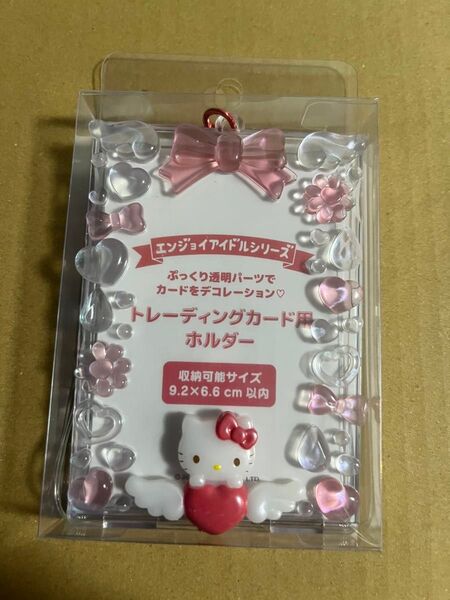 エンジョイアイドルシリーズ
ぷっくり透明パーツで
カードをデコレーション♡
トレーディングカード用
ホルダー
収納可能サイズ
9.2×6.6cm以内
LTD.